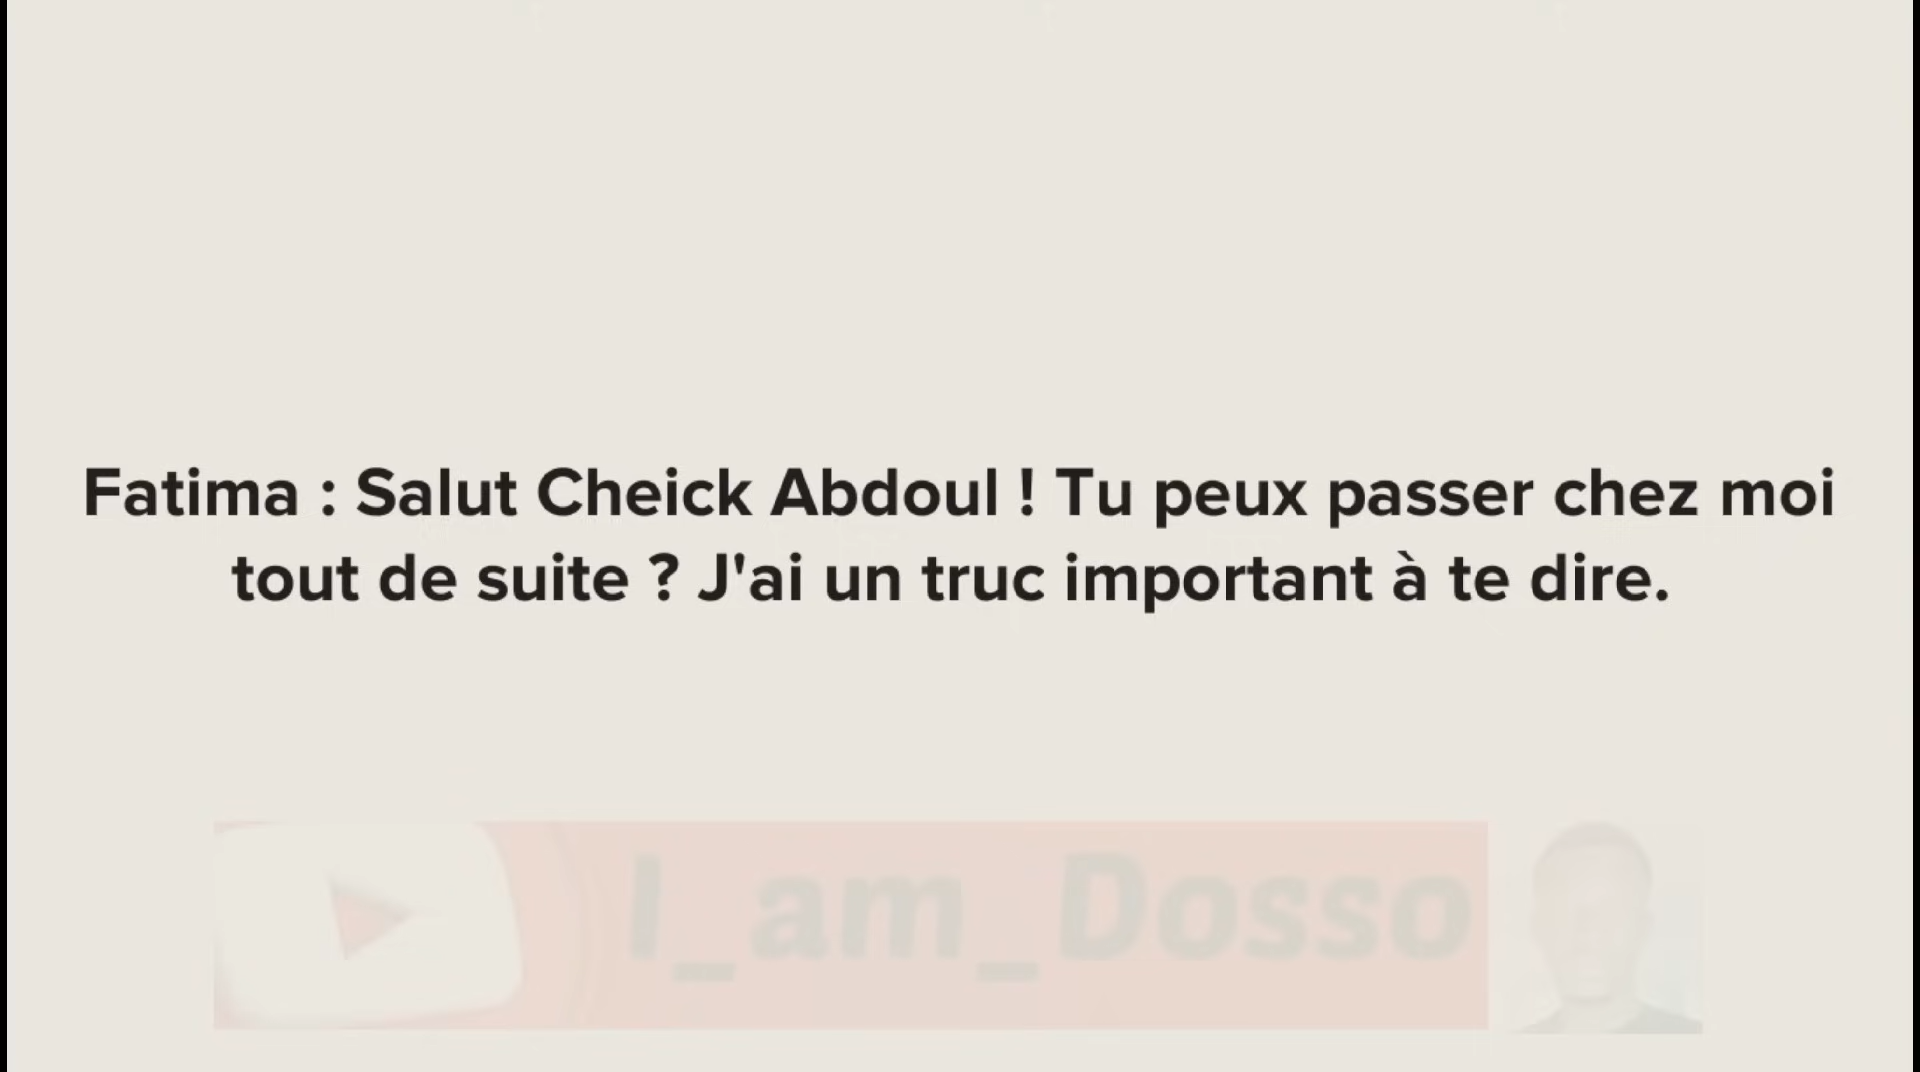 Fatima : Salut Cheick Abdoul ! Tu peux passer chez moi
tout de suite ? J'ai un truc important à te dire.
I_am_Dosso